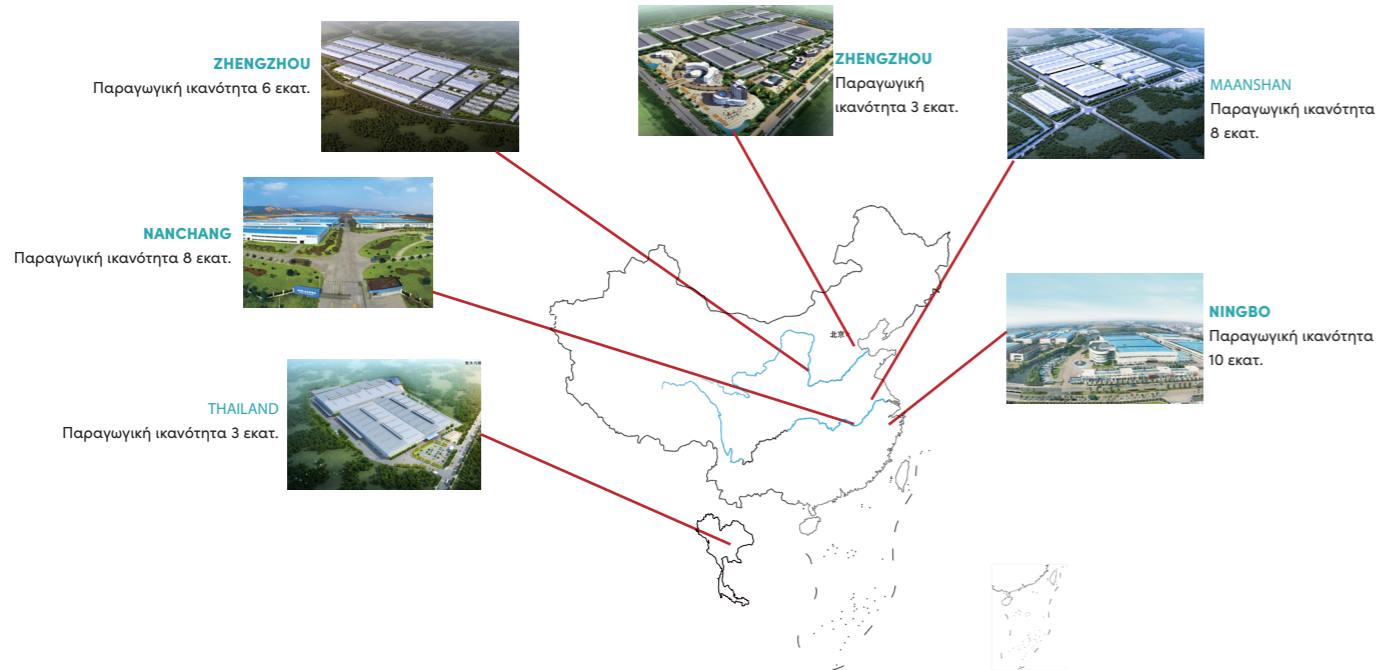 ZHENGZHOU
Παραγωγική ικανότητα 6 εκατ.
ZHENGZHOU
Παραγωγική
ικανότητα 3 εκατ.
MAANSHAN
Παραγωγική ικανότητα
8 εκατ.
NANCHANG
Παραγωγική ικανότητα 8 εκατ.
NINGBO
Παραγωγική ικανότητα
10 εκατ.
THAILAND
Παραγωγική ικανότητα 3 εκατ.
北京